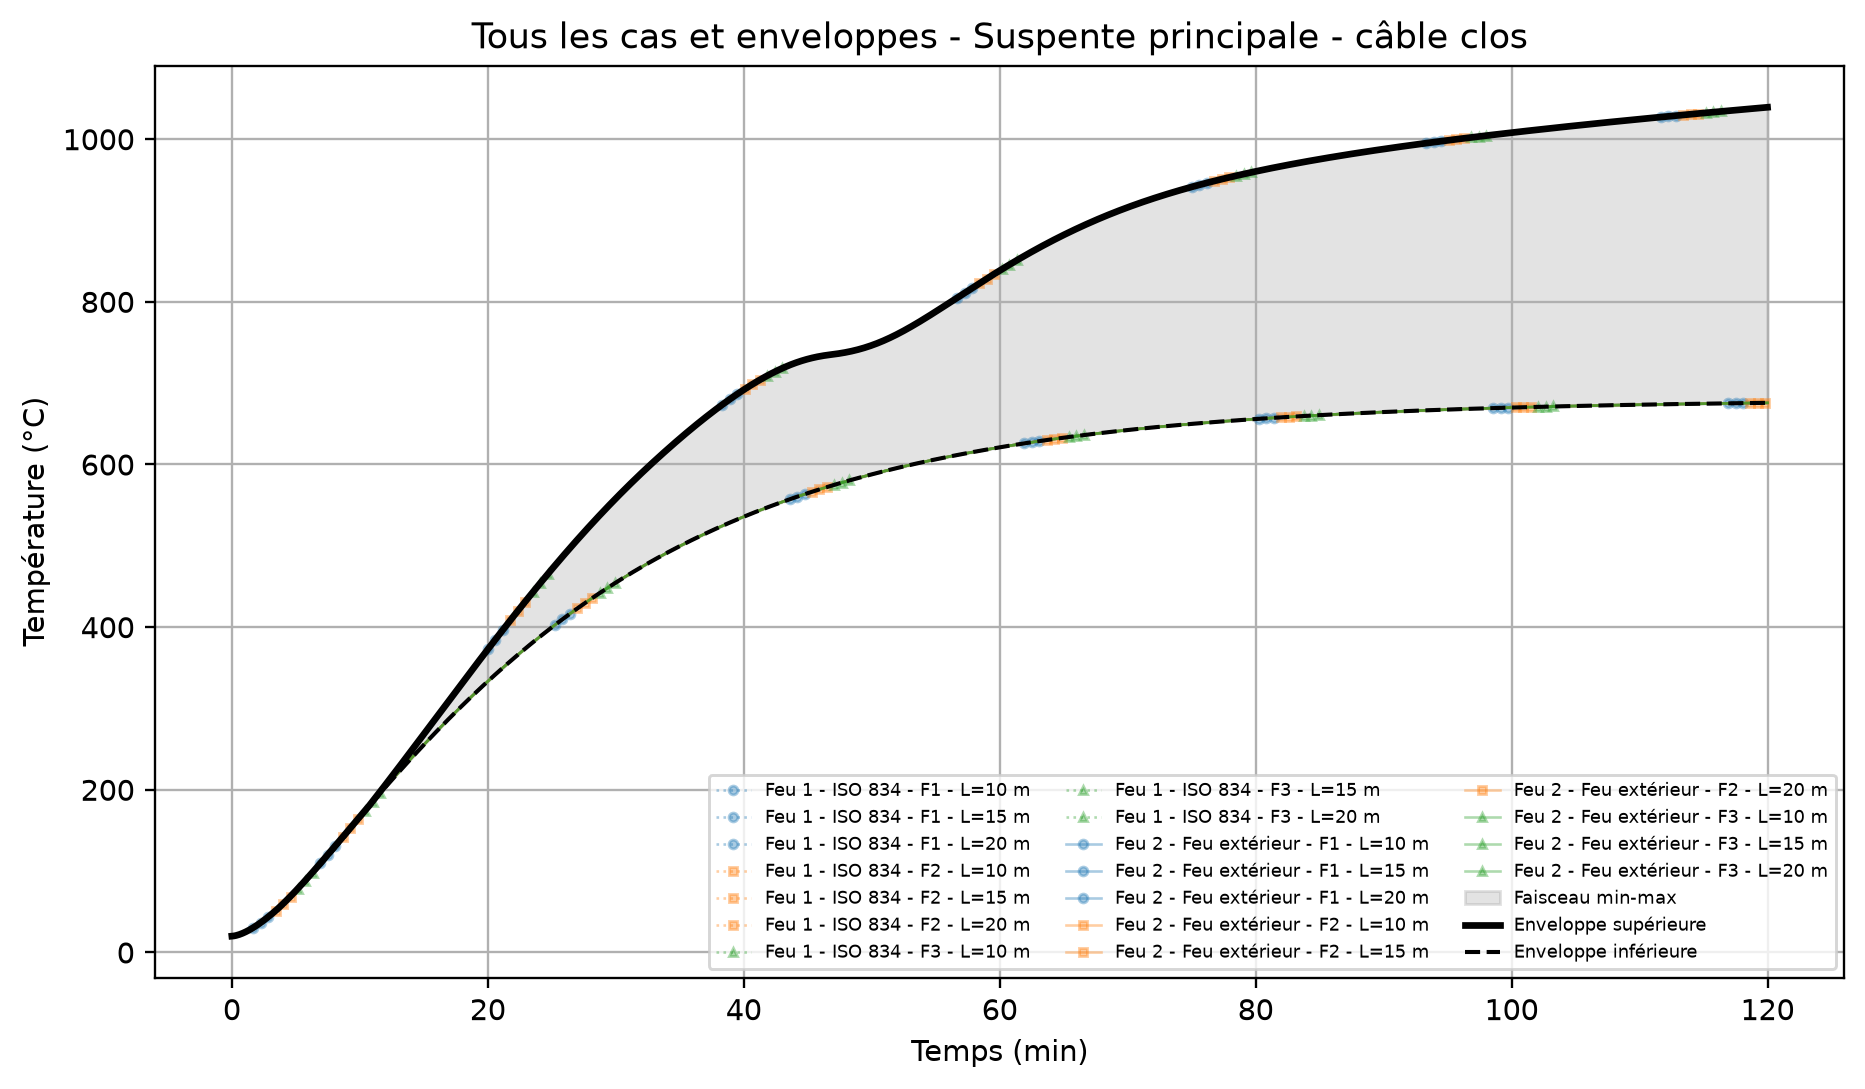 Tous les cas et enveloppes - Suspente principale - câble clos
Température (°C)
1000
800
600
400
200
0
Feu 1 - ISO 834 - F1 - L=10 m
Feu 1 - ISO 834 - F1 - L=15 m
Feu 1 - ISO 834 - F1 - L=20 m
Feu 1 - ISO 834 - F2 - L=10 m
Feu 1 - ISO 834 - F2 - L=15 m
Feu 1 - ISO 834 - F2 - L=20 m
Feu 1 - ISO 834 - F3 - L=10 m
Feu 1 - ISO 834 - F3 - L=15 m
Feu 1 - ISO 834 - F3 - L=20 m
Feu 2 - Feu extérieur - F1 - L=10 m
Feu 2 - Feu extérieur - F1 - L=15 m
Feu 2 - Feu extérieur - F1 - L=20 m
Feu 2 - Feu extérieur - F2 - L=10 m
Feu 2 - Feu extérieur - F2 - L=15 m
Feu 2 - Feu extérieur - F2 - L=20 m
Feu 2 - Feu extérieur - F3 - L=10 m
Feu 2 - Feu extérieur - F3 - L=15 m
Feu 2 - Feu extérieur - F3 - L=20 m
Faisceau min-max
Enveloppe supérieure
Enveloppe inférieure
0 20 40 60 80 100 120
Temps (min)